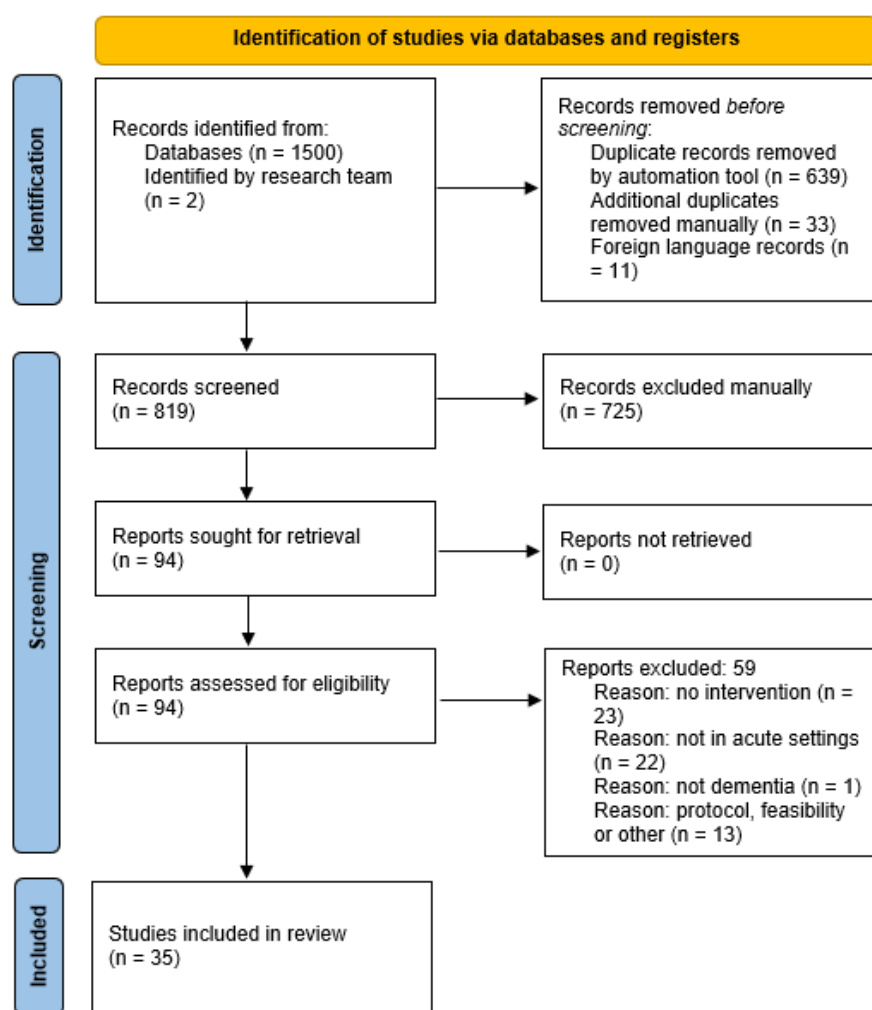 Identification of studies via databases and registers
Identification
Records identified from:
Databases (n = 1500)
Identified by research team
(n = 2)
Records removed before
screening:
Duplicate records removed
by automation tool (n = 639)
Additional duplicates
removed manually (n = 33)
Foreign language records (n
= 11)
Screening
Records screened
(n = 819)
Records excluded manually
(n = 725)
Reports sought for retrieval
(n = 94)
Reports not retrieved
(n = 0)
Reports assessed for eligibility
(n = 94)
Reports excluded: 59
Reason: no intervention (n =
23)
Reason: not in acute settings
(n = 22)
Reason: not dementia (n = 1)
Reason: protocol, feasibility
or other (n = 13)
Included
Studies included in review
(n = 35)